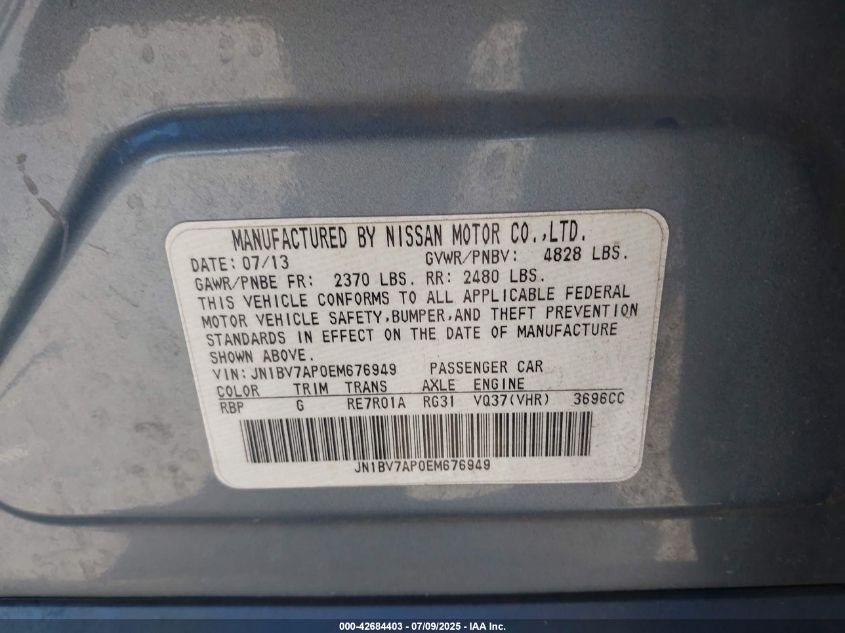 MANUFACTURED BY NISSAN MOTOR CO.,LTD.
DATE: 07/13 GVWR/PNBV: 4828 LBS.
GAWR/PNBE FR: 2370 LBS. RR: 2480 LBS.
THIS VEHICLE CONFORMS TO ALL APPLICABLE FEDERAL
MOTOR VEHICLE SAFETY,BUMPER,AND THEFT PREVENTION
STANDARDS IN EFFECT ON THE DATE OF MANUFACTURE
SHOWN ABOVE.
VIN: JN1BV7AP0EM676949 PASSENGER CAR
COLOR TRIM TRANS AXLE ENGINE
RBP G RE7R01A RG31 VQ37(VHR) 3696CC
JN1BV7AP0EM676949
000-42684403 - 07/09/2025 - IAA Inc.